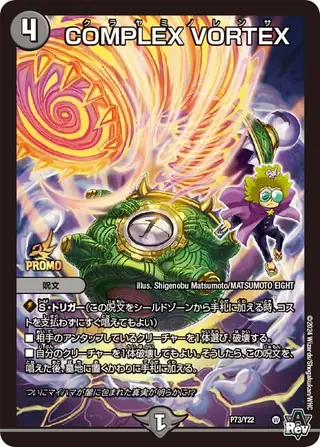 4
クラヤミノレンサ
COMPLEX VORTEX
PROMO
illus. Shigenobu Matsumoto/MATSUMOTO EIGHT
呪文
S・トリガー(この呪文をシールドゾーンから手札に加える時、コス
トを支払わずにすぐ唱えてもよい)
相手のアンタップしているクリーチャーを1体選び、破壊する。
自分のクリーチャーを1体破壊してもよい。そうしたら、この呪文を、
唱えた後、墓地に置くかわりに手札に加える。
ついにマイハマが闇に包まれた真実が明らかに!?
©2024 Wizards/Shogakukan/WHC
1
P73/Y22
Rev